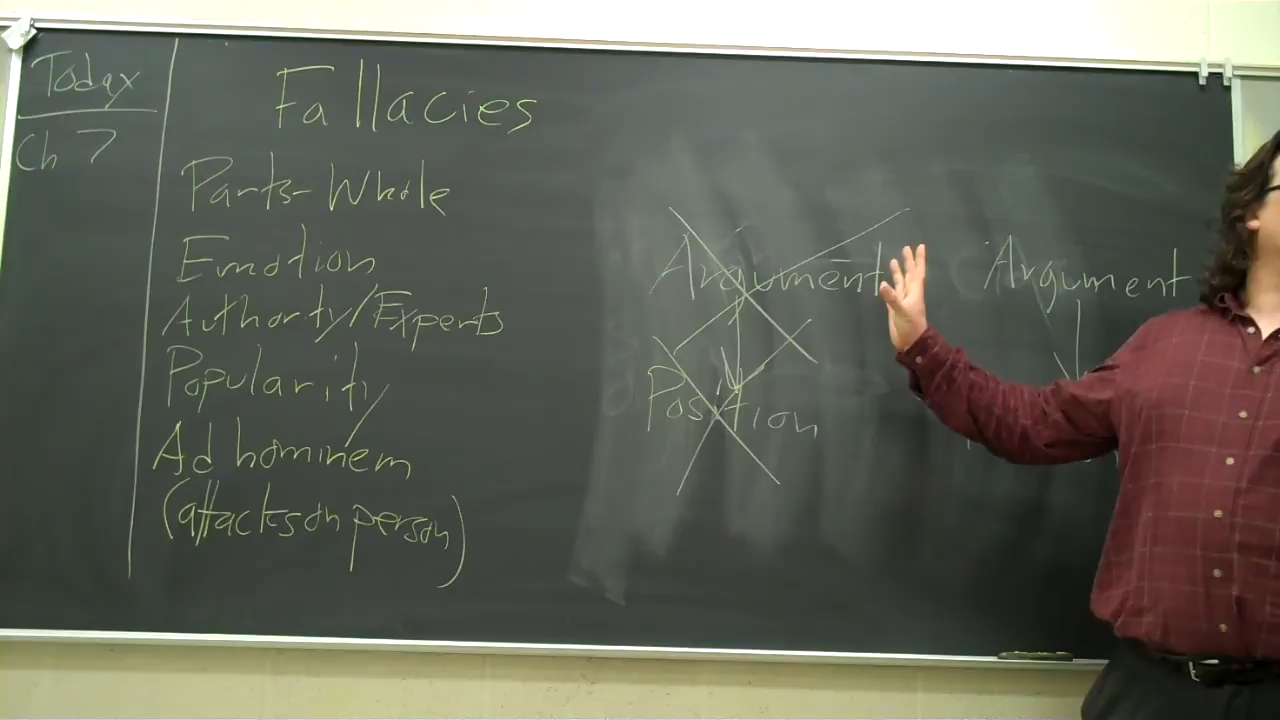 Today
Ch 7
Fallacies
Parts-Whole
Emotion
Authority/Experts
Popularity
Ad hominem
(attacks on person)
Argument
Position
Argument